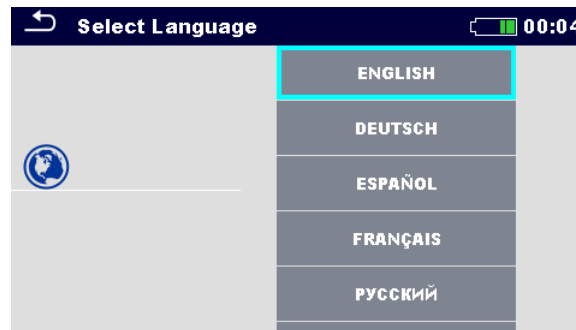 Select Language
00:04
ENGLISH
DEUTSCH
ESPAÑOL
FRANÇAIS
РУССКИЙ